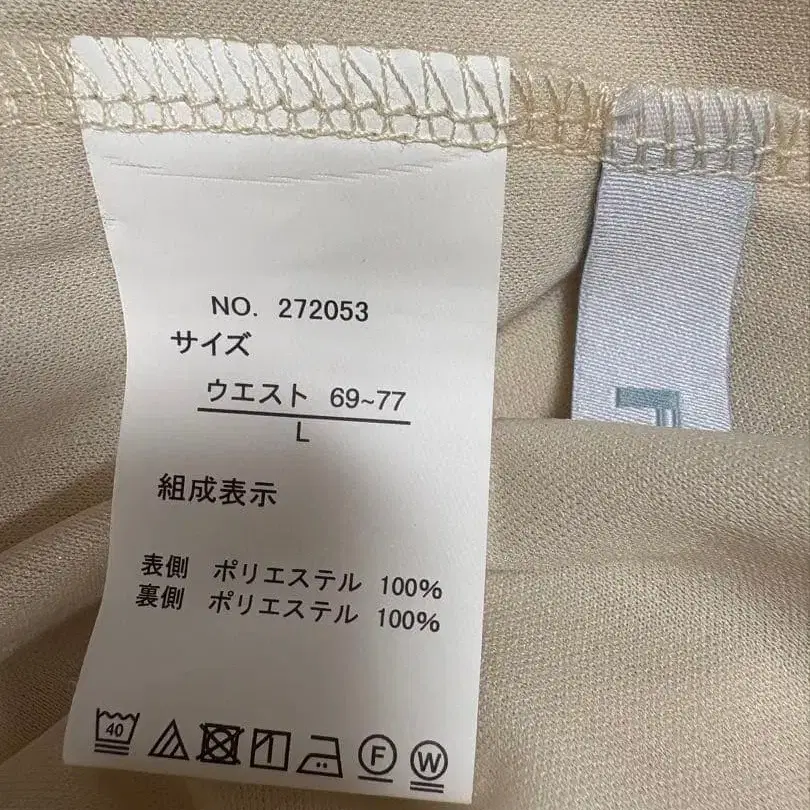 NO. 272053
サイズ
ウエスト 69~77
L
組成表示
表側 ポリエステル 100%
裏側 ポリエステル 100%
40 F W